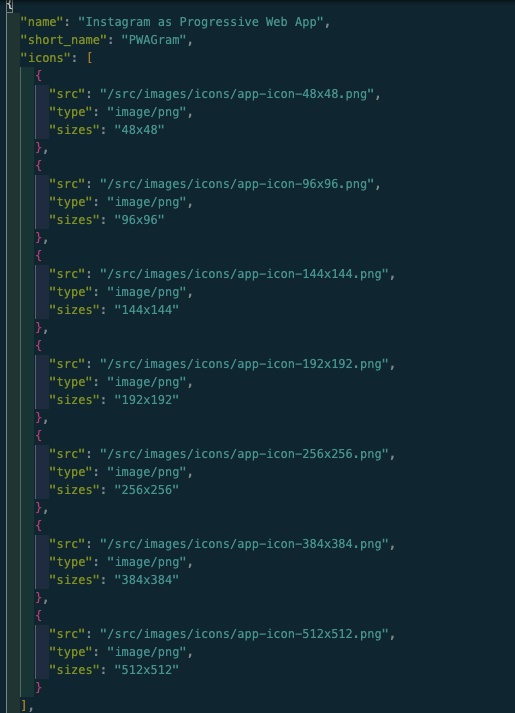 {
"name": "Instagram as Progressive Web App",
"short_name": "PWAGram",
"icons": [
{
"src": "/src/images/icons/app-icon-48x48.png",
"type": "image/png",
"sizes": "48x48"
},
{
"src": "/src/images/icons/app-icon-96x96.png",
"type": "image/png",
"sizes": "96x96"
},
{
"src": "/src/images/icons/app-icon-144x144.png",
"type": "image/png",
"sizes": "144x144"
},
{
"src": "/src/images/icons/app-icon-192x192.png",
"type": "image/png",
"sizes": "192x192"
},
{
"src": "/src/images/icons/app-icon-256x256.png",
"type": "image/png",
"sizes": "256x256"
},
{
"src": "/src/images/icons/app-icon-384x384.png",
"type": "image/png",
"sizes": "384x384"
},
{
"src": "/src/images/icons/app-icon-512x512.png",
"type": "image/png",
"sizes": "512x512"
}
],